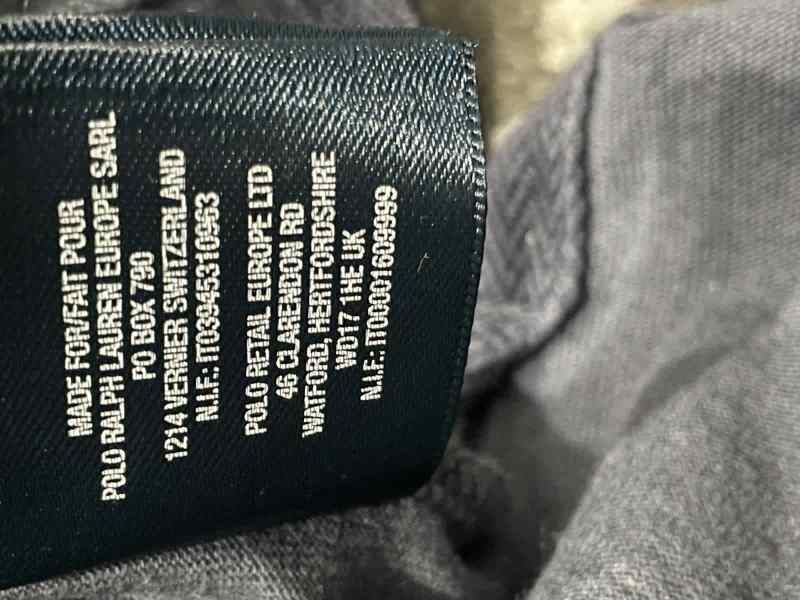 MADE FOR/FAIT POUR
POLO RALPH LAUREN EUROPE SARL
PO BOX 790
1214 VERNIER SWITZERLAND
N.I.F.: IT03945310963
POLO RETAIL EUROPE LTD
46 CLARENDON RD
WATFORD, HERTFORDSHIRE
WD17 1HE UK
N.I.F.: IT00001609999